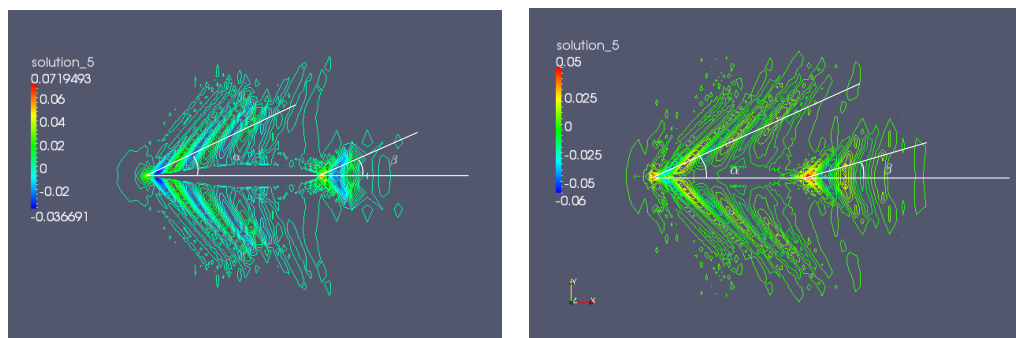 solution_5
0.0719493
0.06
0.04
0.02
0
-0.02
-0.036691
α
β
solution_5
0.05
0.025
0
-0.025
-0.05
-0.06
α
β
Y
Z
X